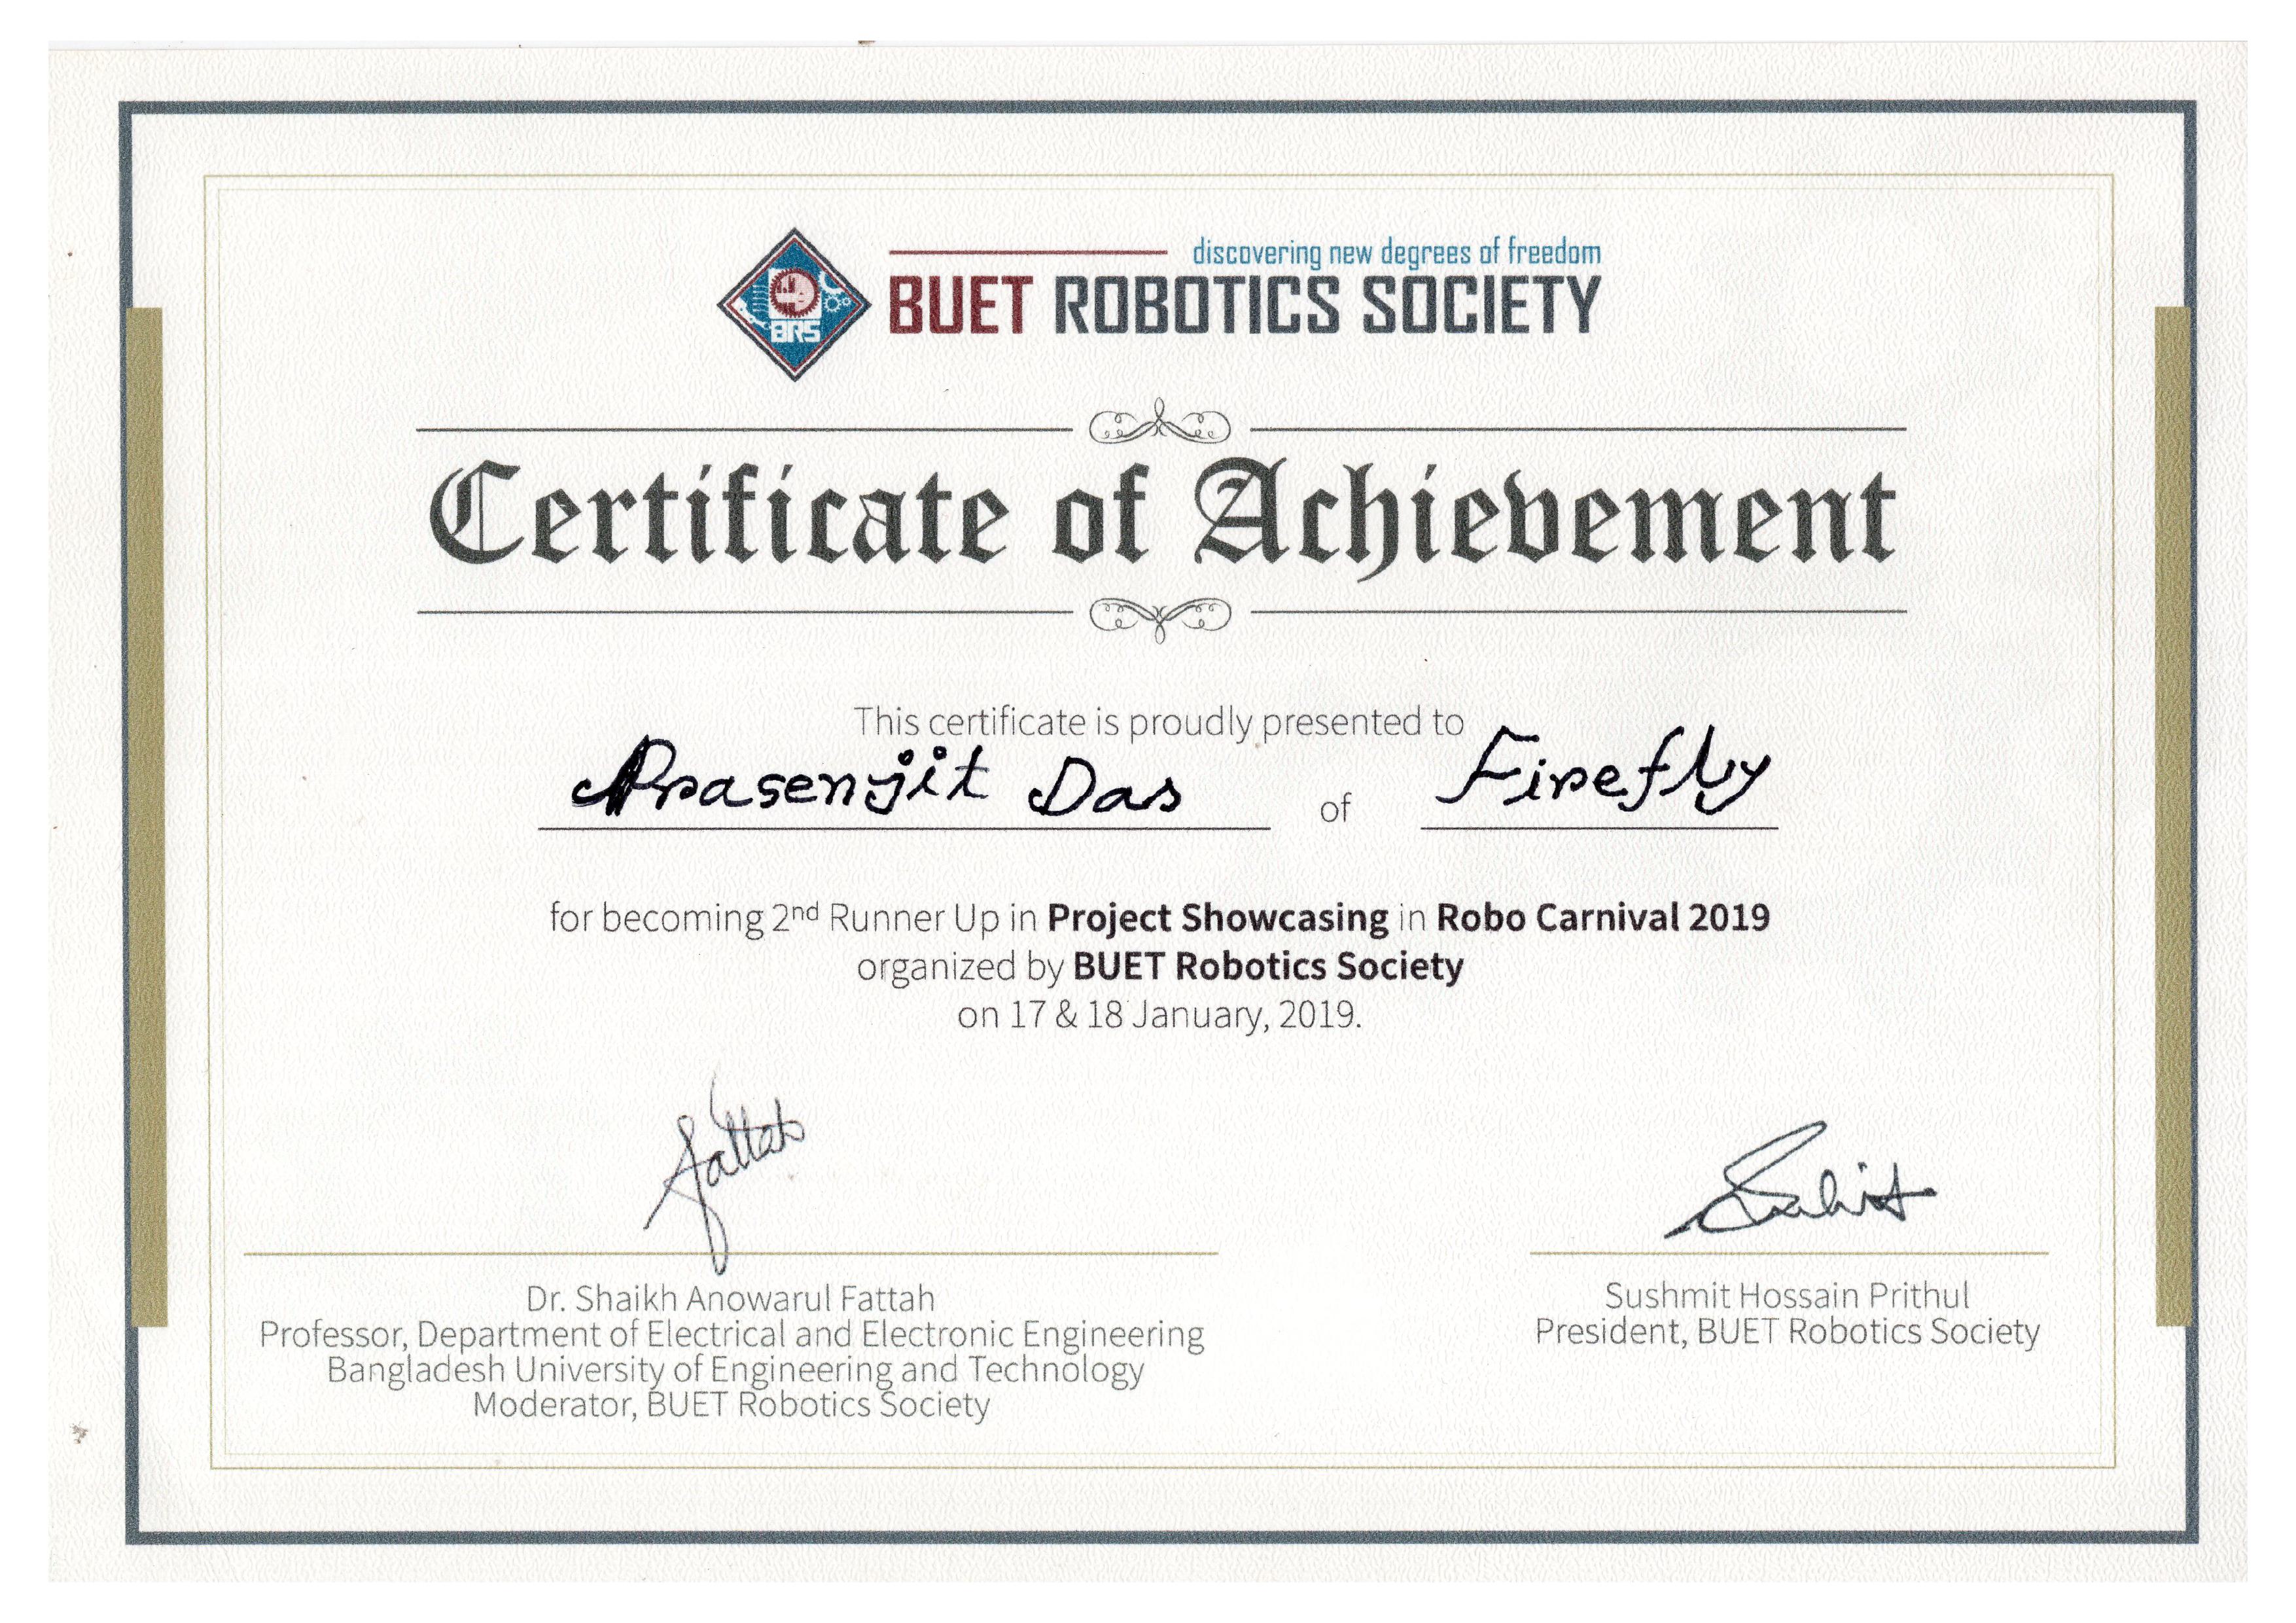 discovering new degrees of freedom
BRS
BUET ROBOTICS SOCIETY
Certificate of Achievement
This certificate is proudly presented to
Prasenjit Das of Firefly
for becoming 2nd Runner Up in Project Showcasing in Robo Carnival 2019
organized by BUET Robotics Society
on 17 & 18 January, 2019.
Fattah
Dr. Shaikh Anowarul Fattah
Professor, Department of Electrical and Electronic Engineering
Bangladesh University of Engineering and Technology
Moderator, BUET Robotics Society
Sushmit Hossain Prithul
President, BUET Robotics Society